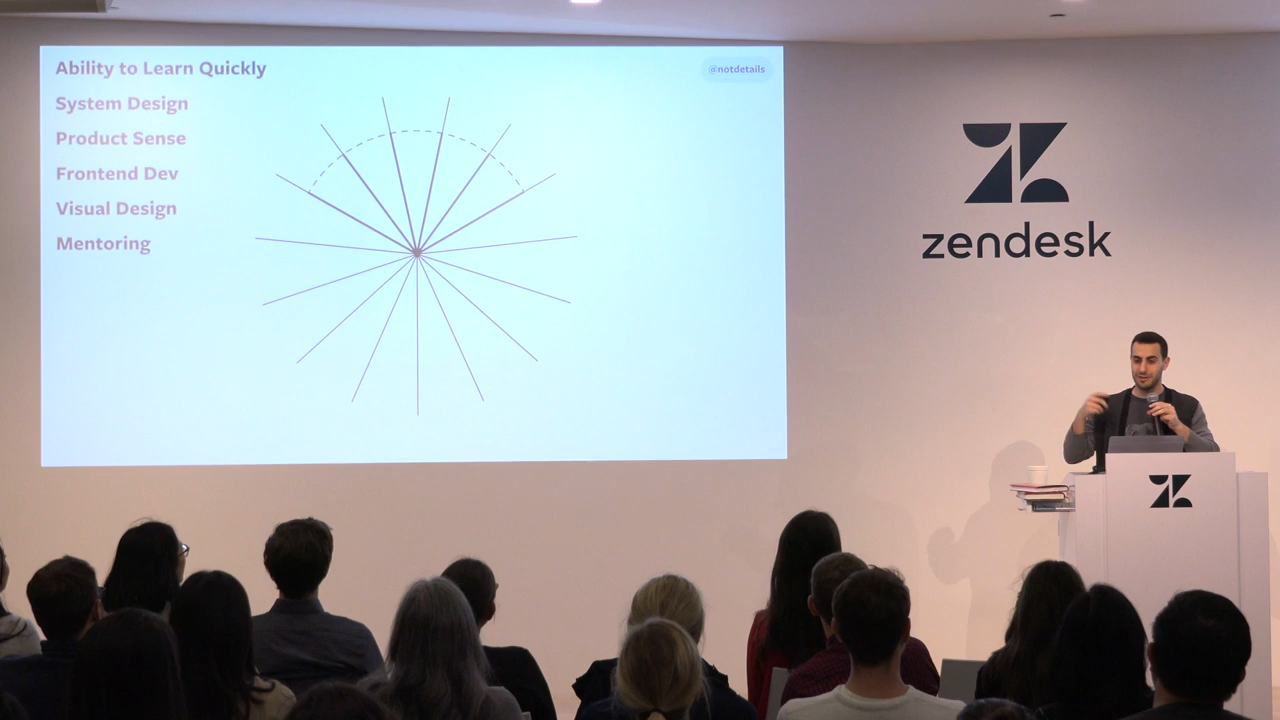 Ability to Learn Quickly
@notdetails
System Design
Product Sense
Frontend Dev
Visual Design
Mentoring
zendesk